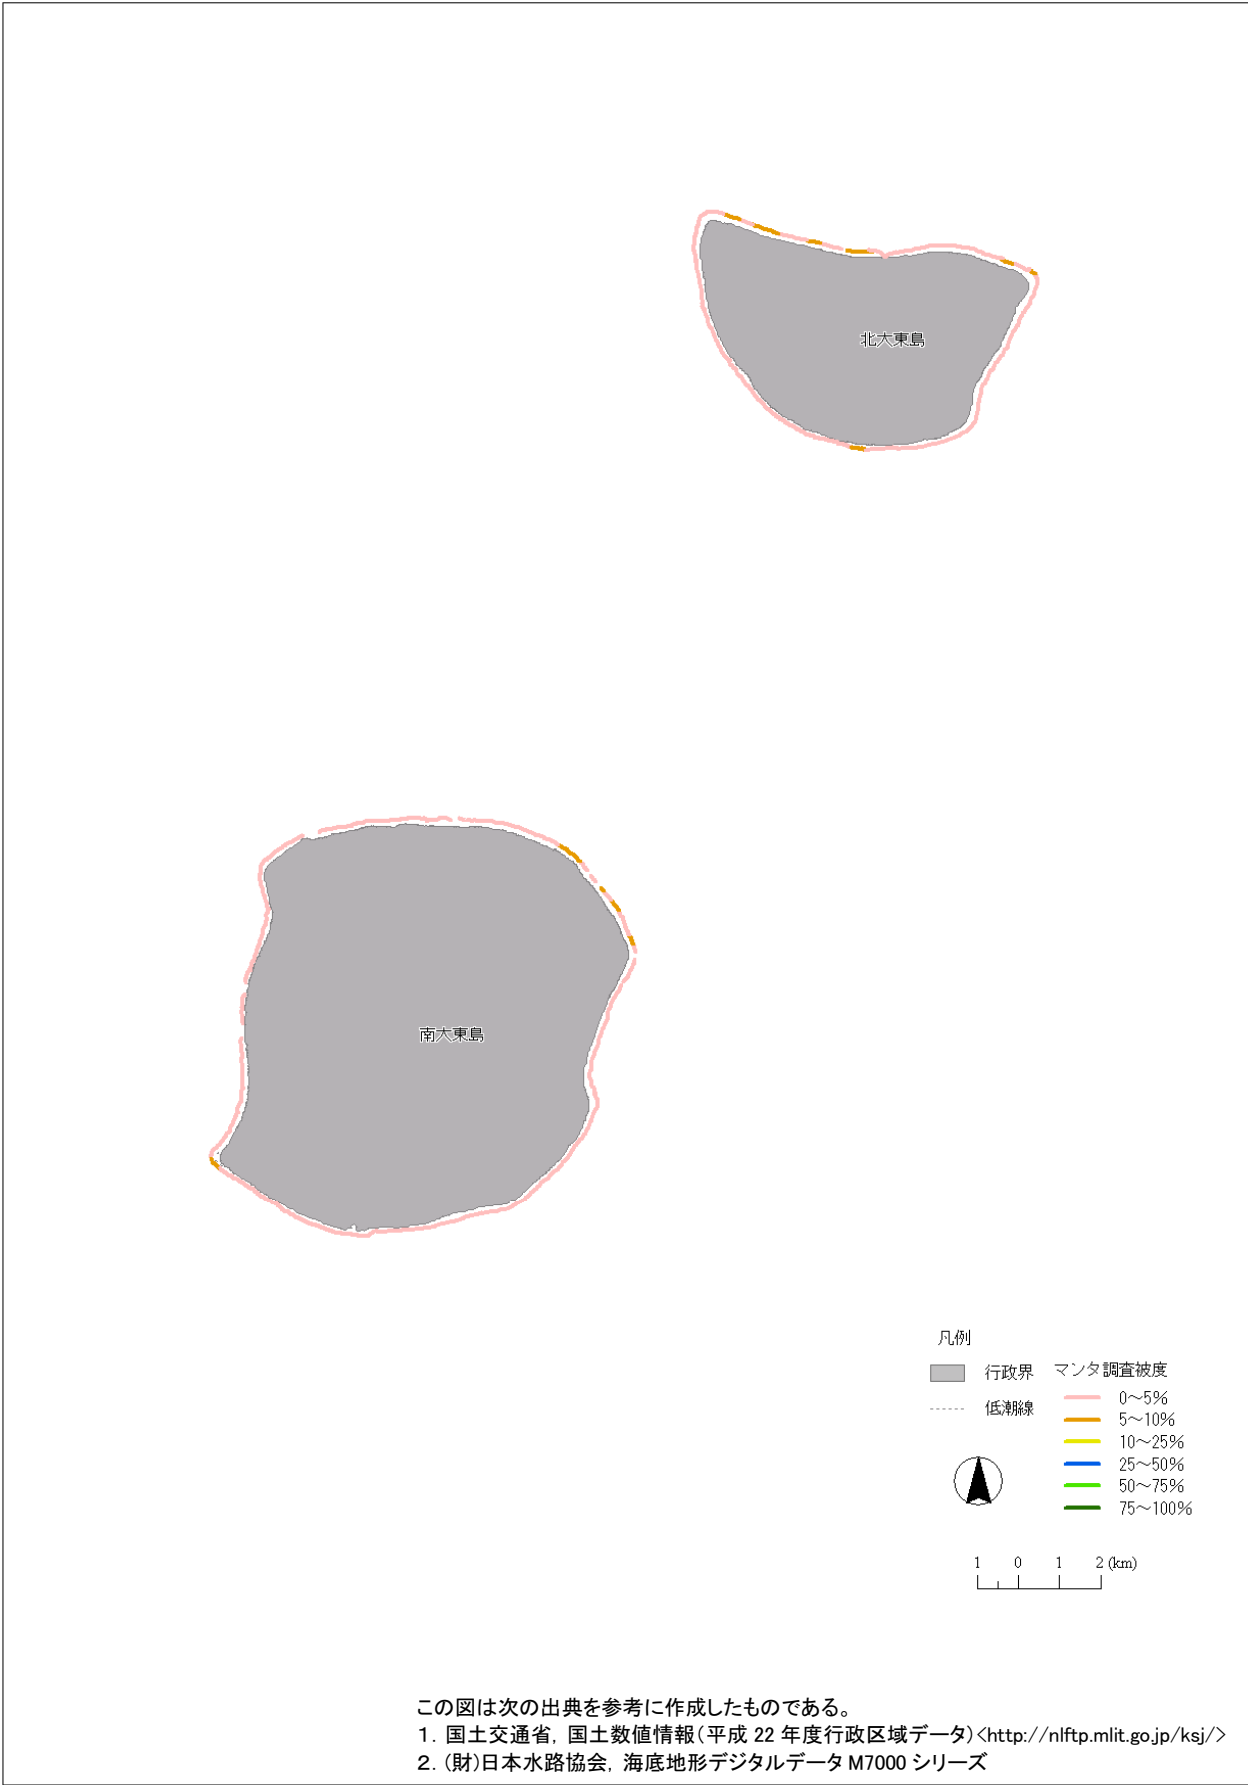 北大東島
南大東島
凡例
行政界
低潮線
マンタ調査被度
0～5%
5～10%
10～25%
25～50%
50～75%
75～100%
1 0 1 2 (km)
この図は次の出典を参考に作成したものである。
1. 国土交通省, 国土数値情報(平成 22 年度行政区域データ)<http://nlftp.mlit.go.jp/ksj/>
2. (財)日本水路協会, 海底地形デジタルデータ M7000 シリーズ